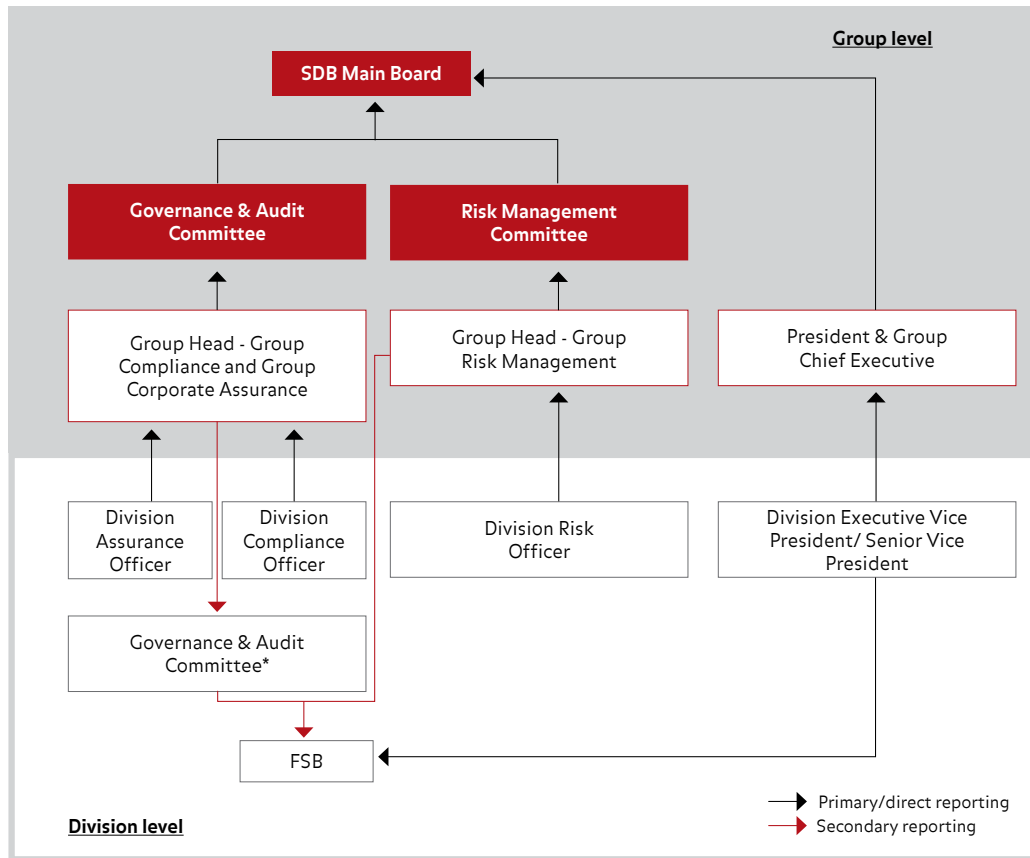 Group level
SDB Main Board
Governance & Audit
Committee
Risk Management
Committee
Group Head - Group
Compliance and Group
Corporate Assurance
Group Head - Group
Risk Management
President & Group
Chief Executive
Division
Assurance
Officer
Division
Compliance
Officer
Division Risk
Officer
Division Executive Vice
President/ Senior Vice
President
Governance & Audit
Committee*
FSB
Primary/direct reporting
Secondary reporting
Division level